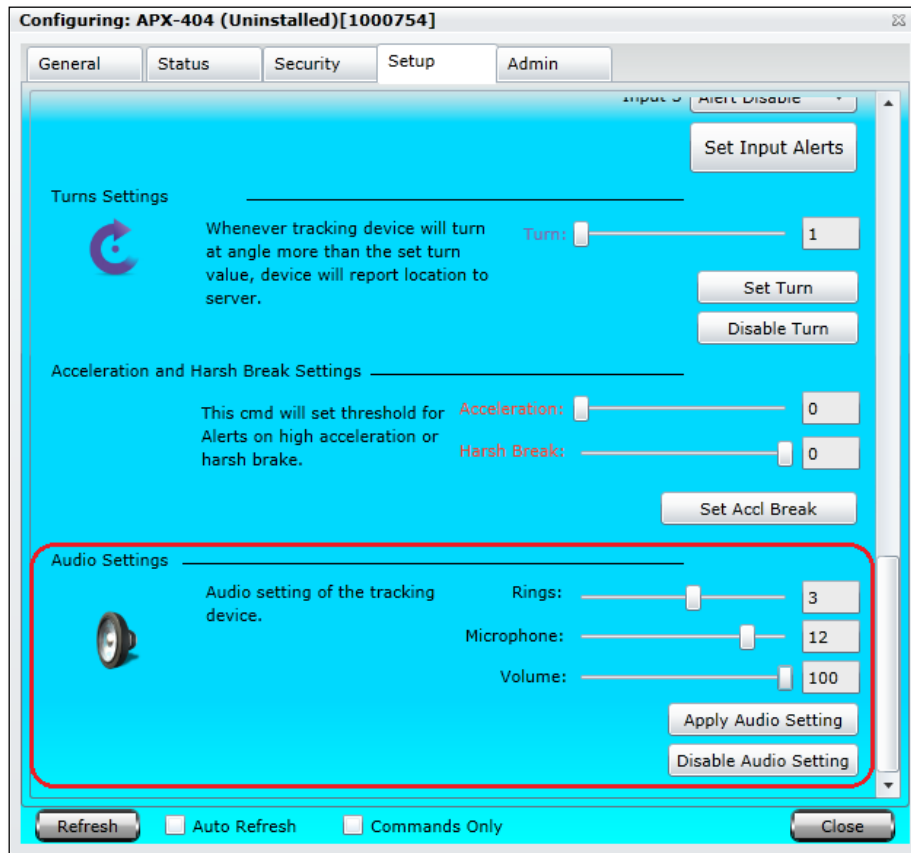 Configuring: APX-404 (Uninstalled)[1000754]
General Status Security Setup Admin
Input 3 Alert Disable
Set Input Alerts
Turns Settings
Whenever tracking device will turn
at angle more than the set turn
value, device will report location to
server.
Turn: 1
Set Turn
Disable Turn
Acceleration and Harsh Break Settings
This cmd will set threshold for
Alerts on high acceleration or
harsh brake.
Acceleration: 0
Harsh Break: 0
Set Accl Break
Audio Settings
Audio setting of the tracking
device.
Rings: 3
Microphone: 12
Volume: 100
Apply Audio Setting
Disable Audio Setting
Refresh Auto Refresh Commands Only Close